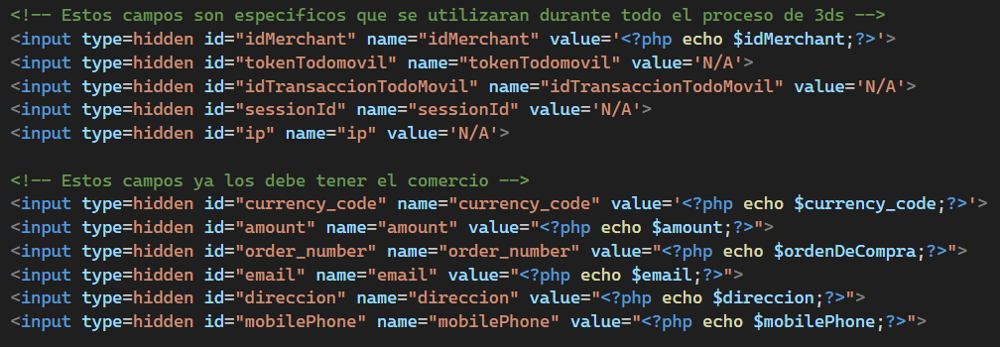 <!-- Estos campos son especificos que se utilizaran durante todo el proceso de 3ds -->
<input type=hidden id="idMerchant" name="idMerchant" value='<?php echo $idMerchant;?>'>
<input type=hidden id="tokenTodomovil" name="tokenTodomovil" value='N/A'>
<input type=hidden id="idTransaccionTodoMovil" name="idTransaccionTodoMovil" value='N/A'>
<input type=hidden id="sessionId" name="sessionId" value='N/A'>
<input type=hidden id="ip" name="ip" value='N/A'>

<!-- Estos campos ya los debe tener el comercio -->
<input type=hidden id="currency_code" name="currency_code" value='<?php echo $currency_code;?>'>
<input type=hidden id="amount" name="amount" value="<?php echo $amount;?>">
<input type=hidden id="order_number" name="order_number" value="<?php echo $ordenDeCompra;?>">
<input type=hidden id="email" name="email" value="<?php echo $email;?>">
<input type=hidden id="direccion" name="direccion" value="<?php echo $direccion;?>">
<input type=hidden id="mobilePhone" name="mobilePhone" value="<?php echo $mobilePhone;?>">